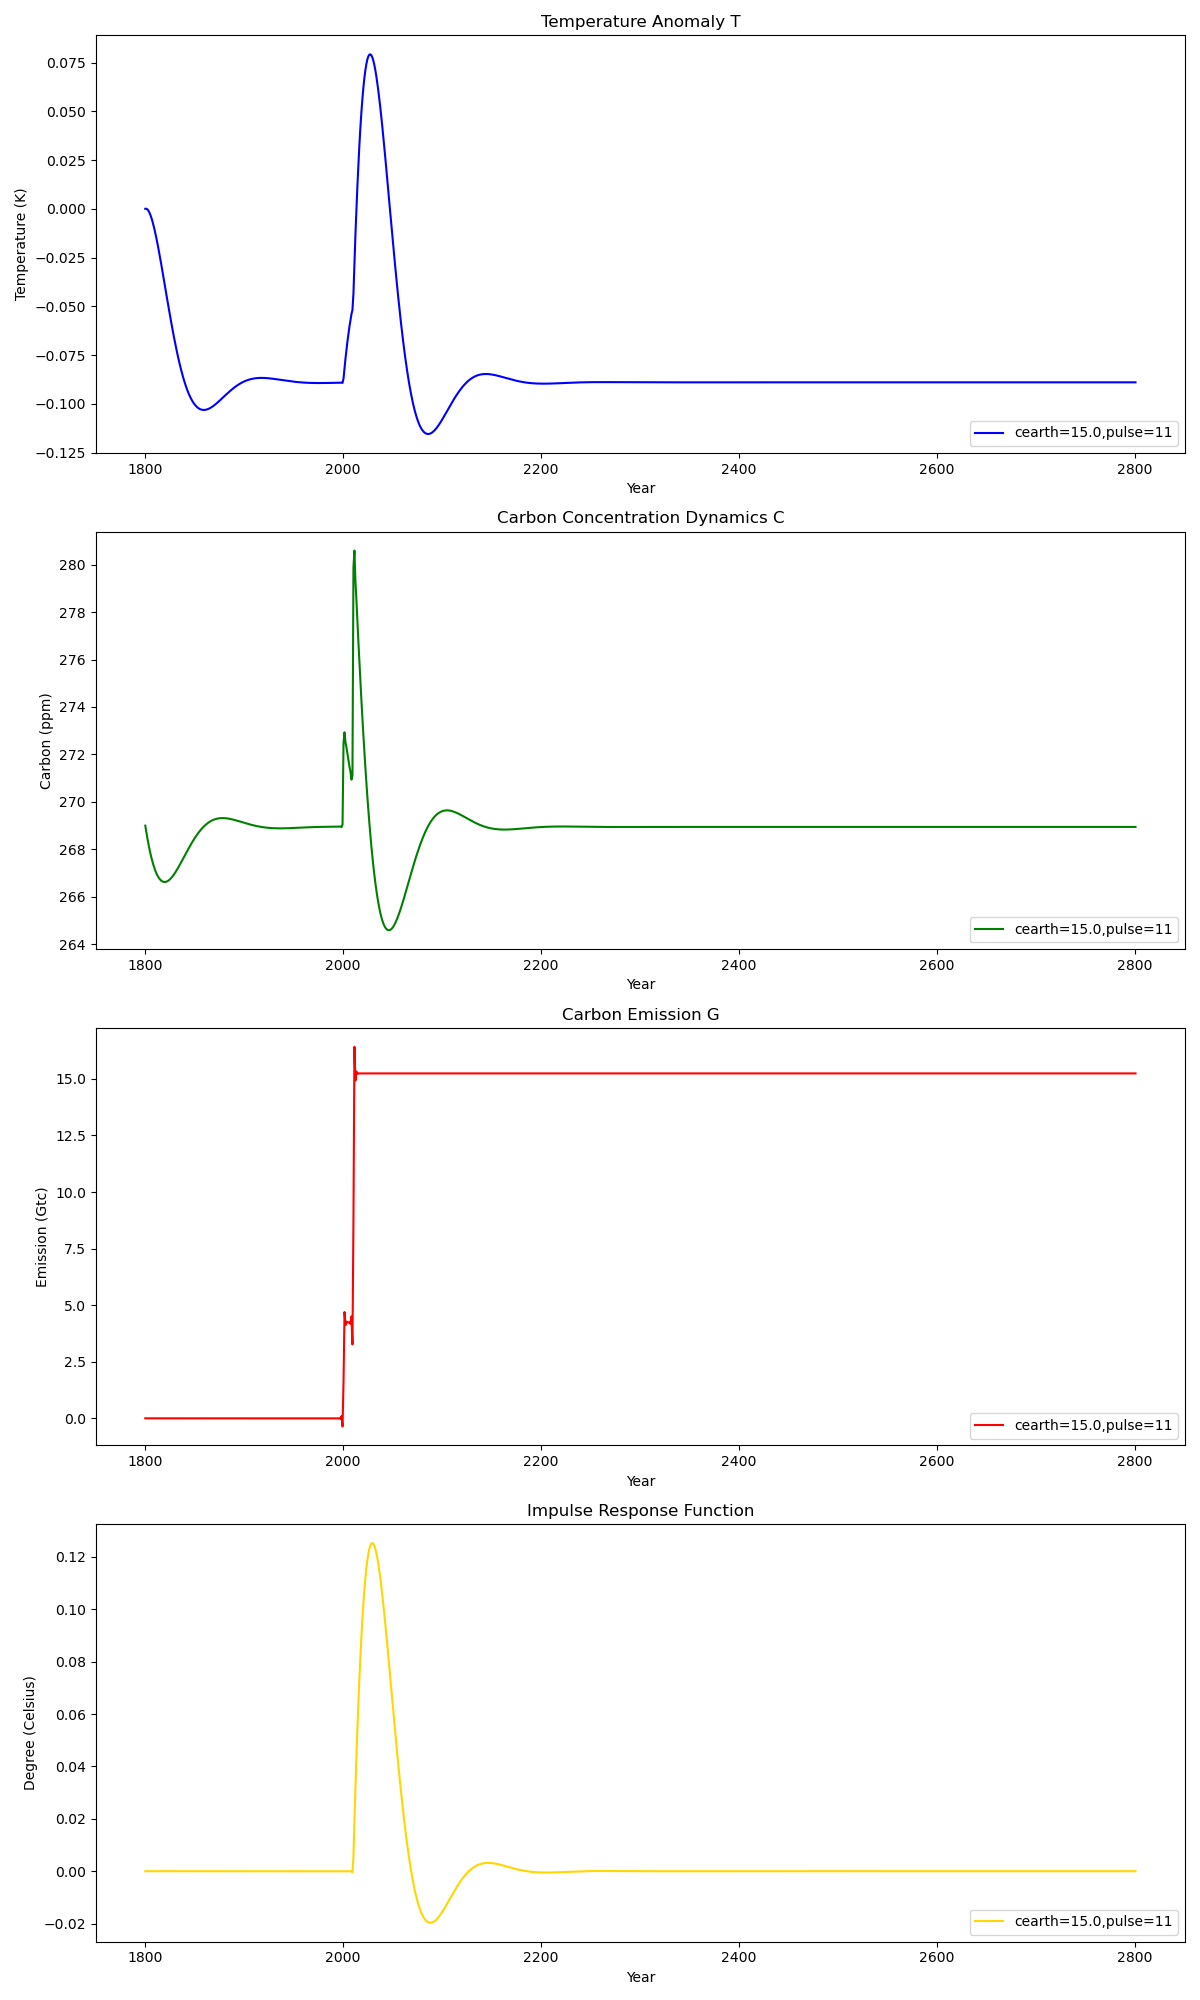 Temperature Anomaly T
Temperature (K)
0.075
0.050
0.025
0.000
−0.025
−0.050
−0.075
−0.100
−0.125
cearth=15.0,pulse=11
1800 2000 2200 2400 2600 2800
Year
Carbon Concentration Dynamics C
Carbon (ppm)
280
278
276
274
272
270
268
266
264
cearth=15.0,pulse=11
1800 2000 2200 2400 2600 2800
Year
Carbon Emission G
Emission (Gtc)
15.0
12.5
10.0
7.5
5.0
2.5
0.0
cearth=15.0,pulse=11
1800 2000 2200 2400 2600 2800
Year
Impulse Response Function
Degree (Celsius)
0.12
0.10
0.08
0.06
0.04
0.02
0.00
−0.02
cearth=15.0,pulse=11
1800 2000 2200 2400 2600 2800
Year